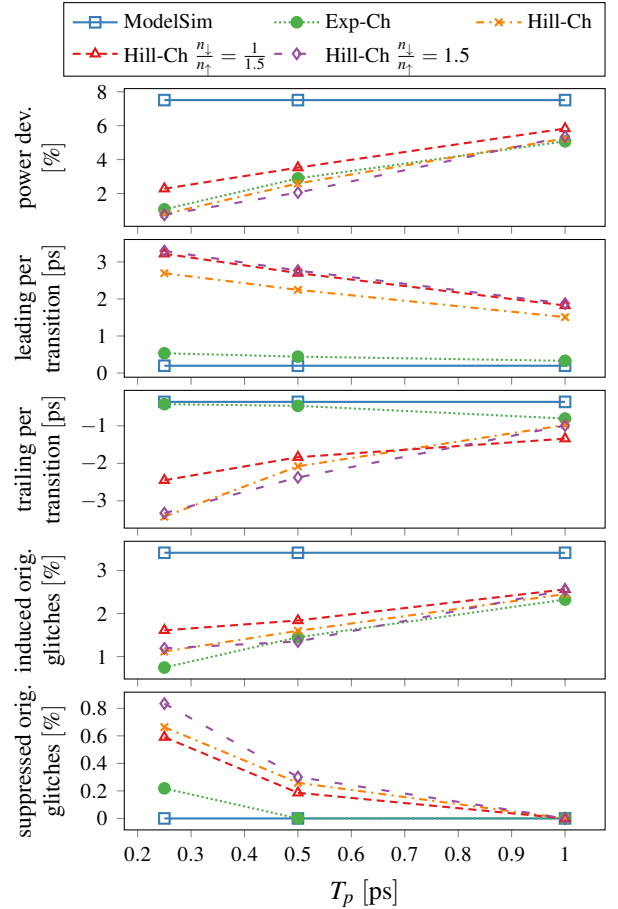 ModelSim Exp-Ch Hill-Ch
Hill-Ch n↓/n↑ = 1/1.5 Hill-Ch n↓/n↑ = 1.5
power dev.
[%]
8
6
4
2
leading per
transition [ps]
3
2
1
0
trailing per
transition [ps]
−1
−2
−3
induced orig.
glitches [%]
3
2
1
suppressed orig.
glitches [%]
0.8
0.6
0.4
0.2
0
0.2 0.3 0.4 0.5 0.6 0.7 0.8 0.9 1
Tp [ps]